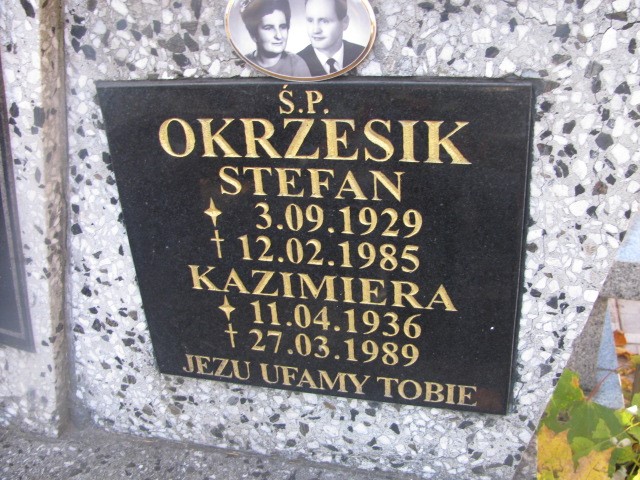 Ś.P.
OKRZESIK
STEFAN
✦ 3.09.1929
† 12.02.1985
KAZIMIERA
✦ 11.04.1936
† 27.03.1989
JEZU UFAMY TOBIE